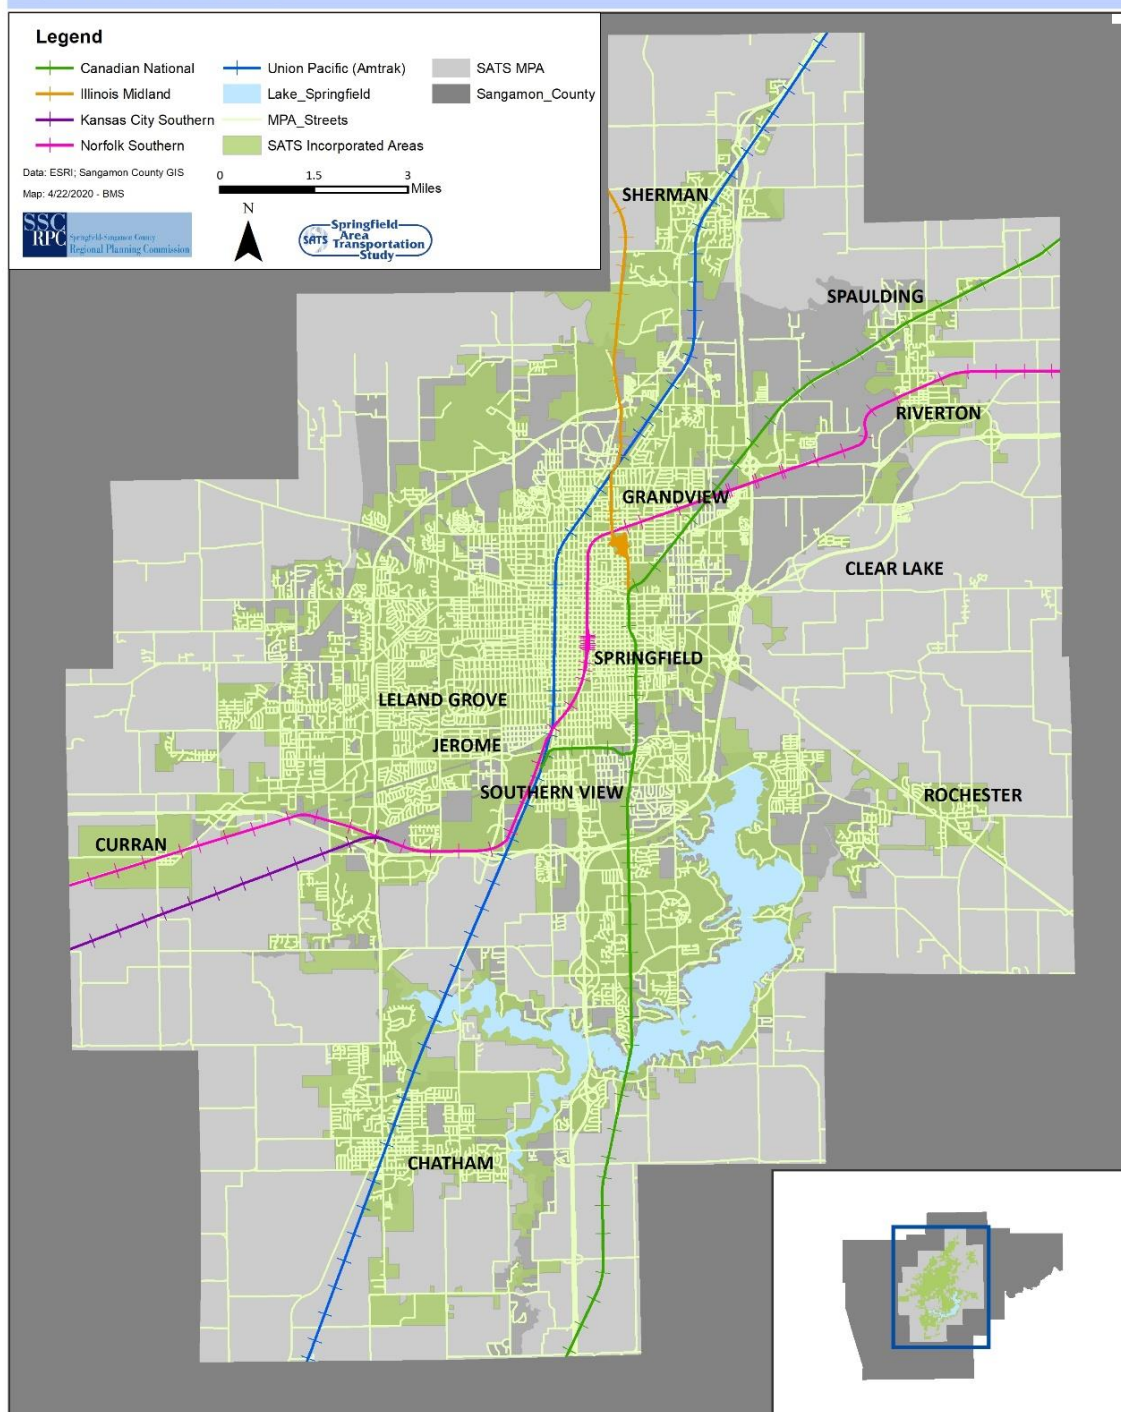 Legend
Canadian National
Illinois Midland
Kansas City Southern
Norfolk Southern
Union Pacific (Amtrak)
Lake_Springfield
MPA_Streets
SATS Incorporated Areas
SATS MPA
Sangamon_County
Data: ESRI; Sangamon County GIS
Map: 4/22/2020 - BMS
0 1.5 3
Miles
SSC
RPC
Springfield-Sangamon County
Regional Planning Commission
N
SATS
Springfield
Area
Transportation
Study
SHERMAN
SPAULDING
RIVERTON
GRANDVIEW
CLEAR LAKE
SPRINGFIELD
LELAND GROVE
JEROME
SOUTHERN VIEW
ROCHESTER
CURRAN
CHATHAM